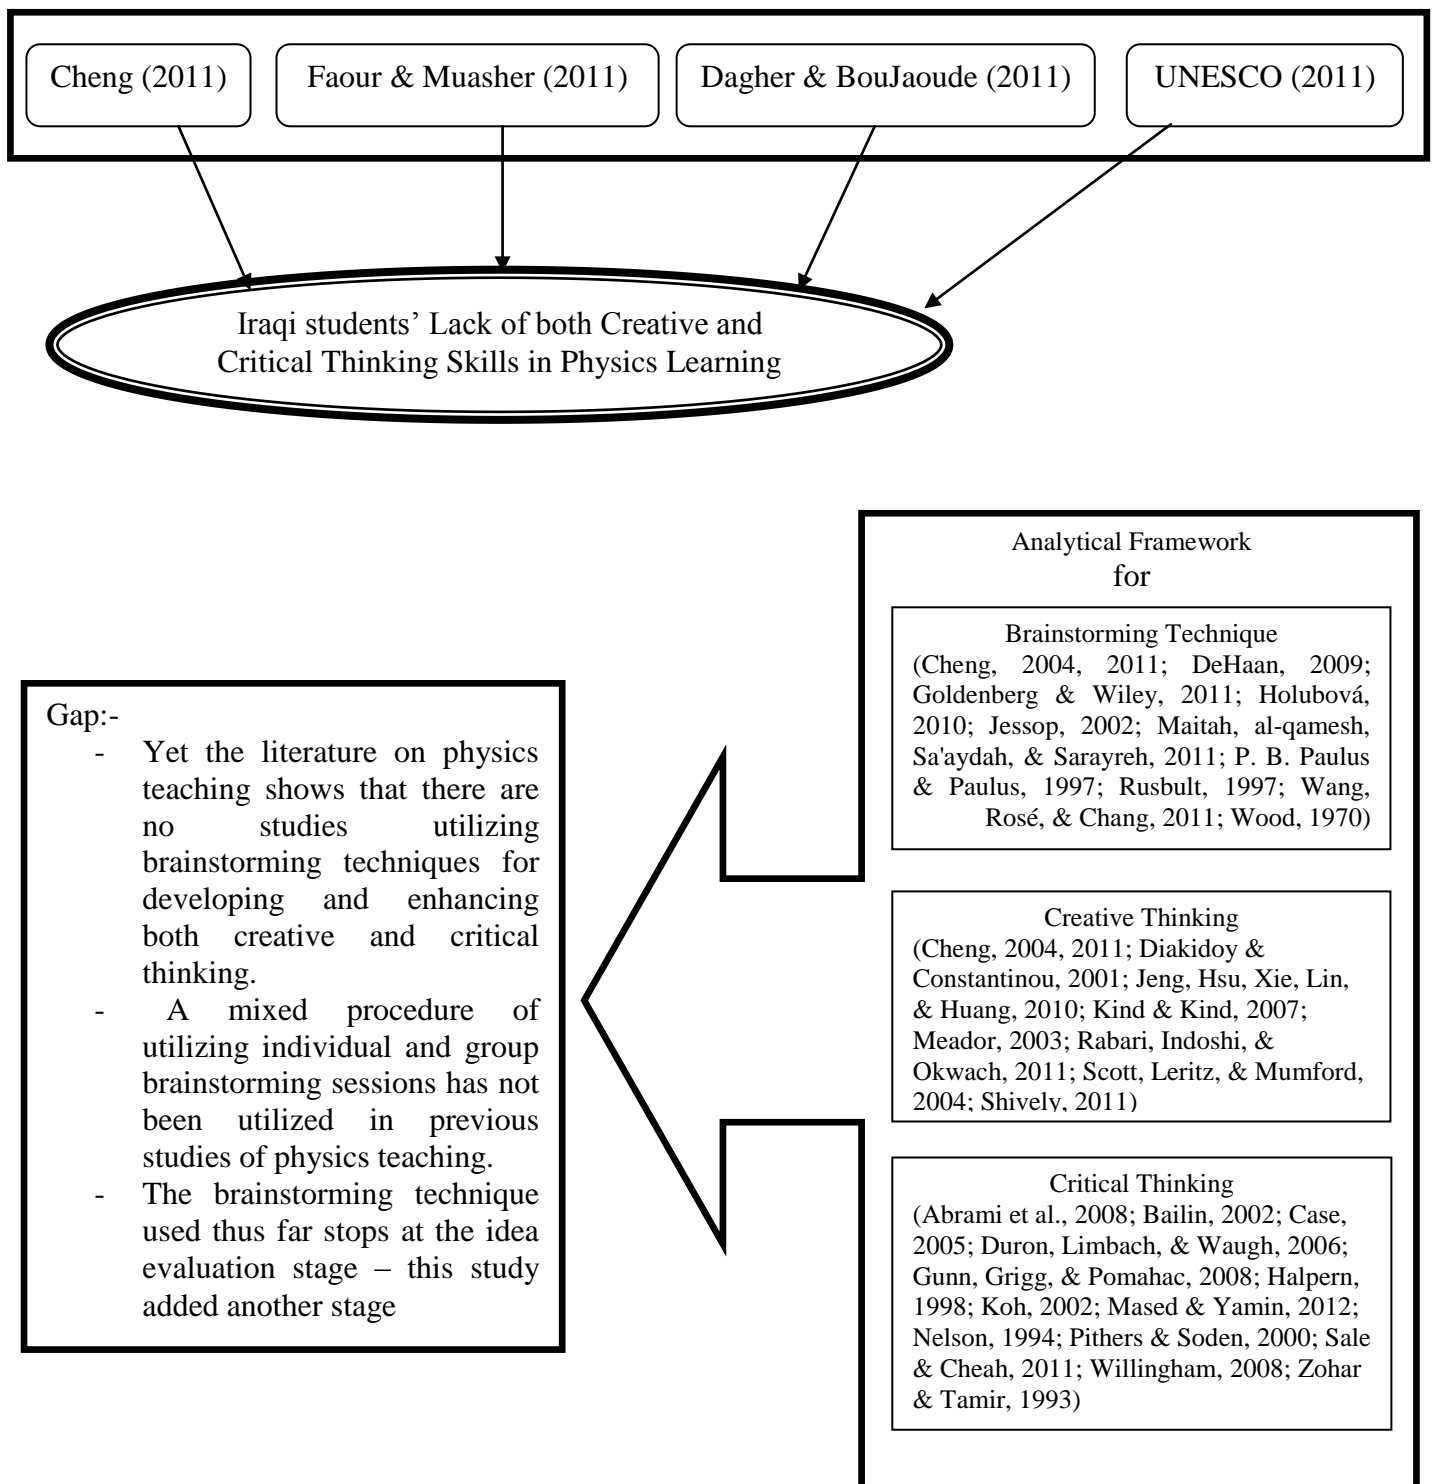 Cheng (2011)
Faour & Muasher (2011)
Dagher & BouJaoude (2011)
UNESCO (2011)
Iraqi students’ Lack of both Creative and
Critical Thinking Skills in Physics Learning
Analytical Framework
for
Brainstorming Technique
(Cheng, 2004, 2011; DeHaan, 2009;
Goldenberg & Wiley, 2011; Holubová,
2010; Jessop, 2002; Maitah, al-qamesh,
Sa'aydah, & Sarayreh, 2011; P. B. Paulus
& Paulus, 1997; Rusbult, 1997; Wang,
Rosé, & Chang, 2011; Wood, 1970)
Creative Thinking
(Cheng, 2004, 2011; Diakidoy &
Constantinou, 2001; Jeng, Hsu, Xie, Lin,
& Huang, 2010; Kind & Kind, 2007;
Meador, 2003; Rabari, Indoshi, &
Okwach, 2011; Scott, Leritz, & Mumford,
2004; Shively, 2011)
Critical Thinking
(Abrami et al., 2008; Bailin, 2002; Case,
2005; Duron, Limbach, & Waugh, 2006;
Gunn, Grigg, & Pomahac, 2008; Halpern,
1998; Koh, 2002; Mased & Yamin, 2012;
Nelson, 1994; Pithers & Soden, 2000; Sale
& Cheah, 2011; Willingham, 2008; Zohar
& Tamir, 1993)
Gap:-
- Yet the literature on physics
teaching shows that there are
no studies utilizing
brainstorming techniques for
developing and enhancing
both creative and critical
thinking.
- A mixed procedure of
utilizing individual and group
brainstorming sessions has not
been utilized in previous
studies of physics teaching.
- The brainstorming technique
used thus far stops at the idea
evaluation stage – this study
added another stage